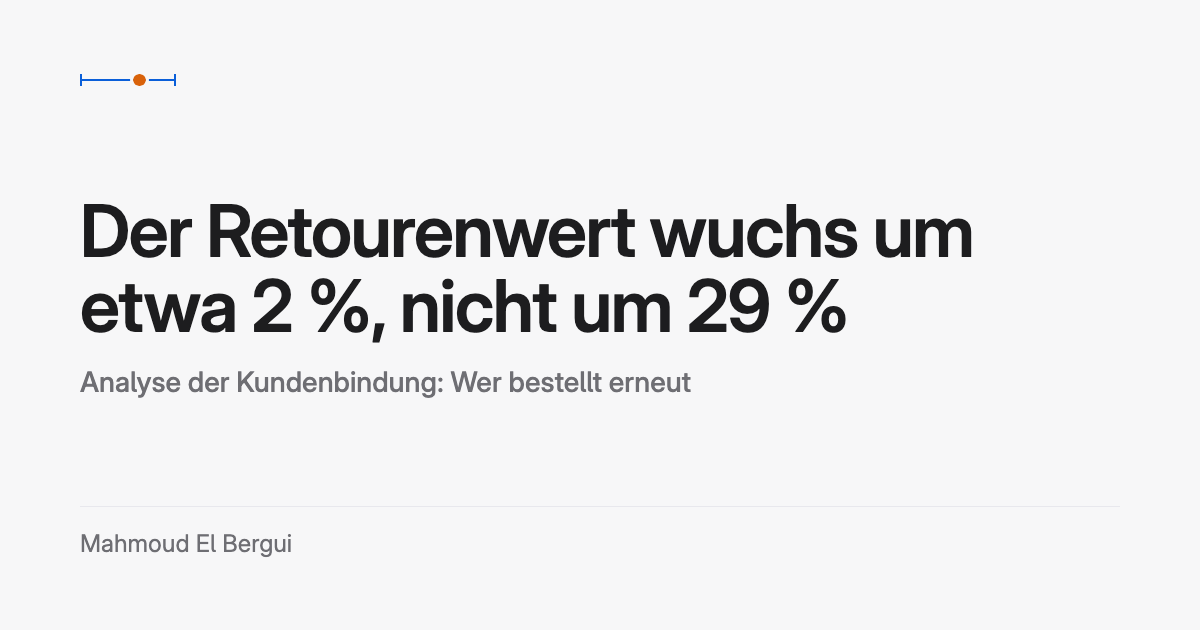 Der Retourenwert wuchs um
etwa 2 %, nicht um 29 %
Analyse der Kundenbindung: Wer bestellt erneut
Mahmoud El Bergui